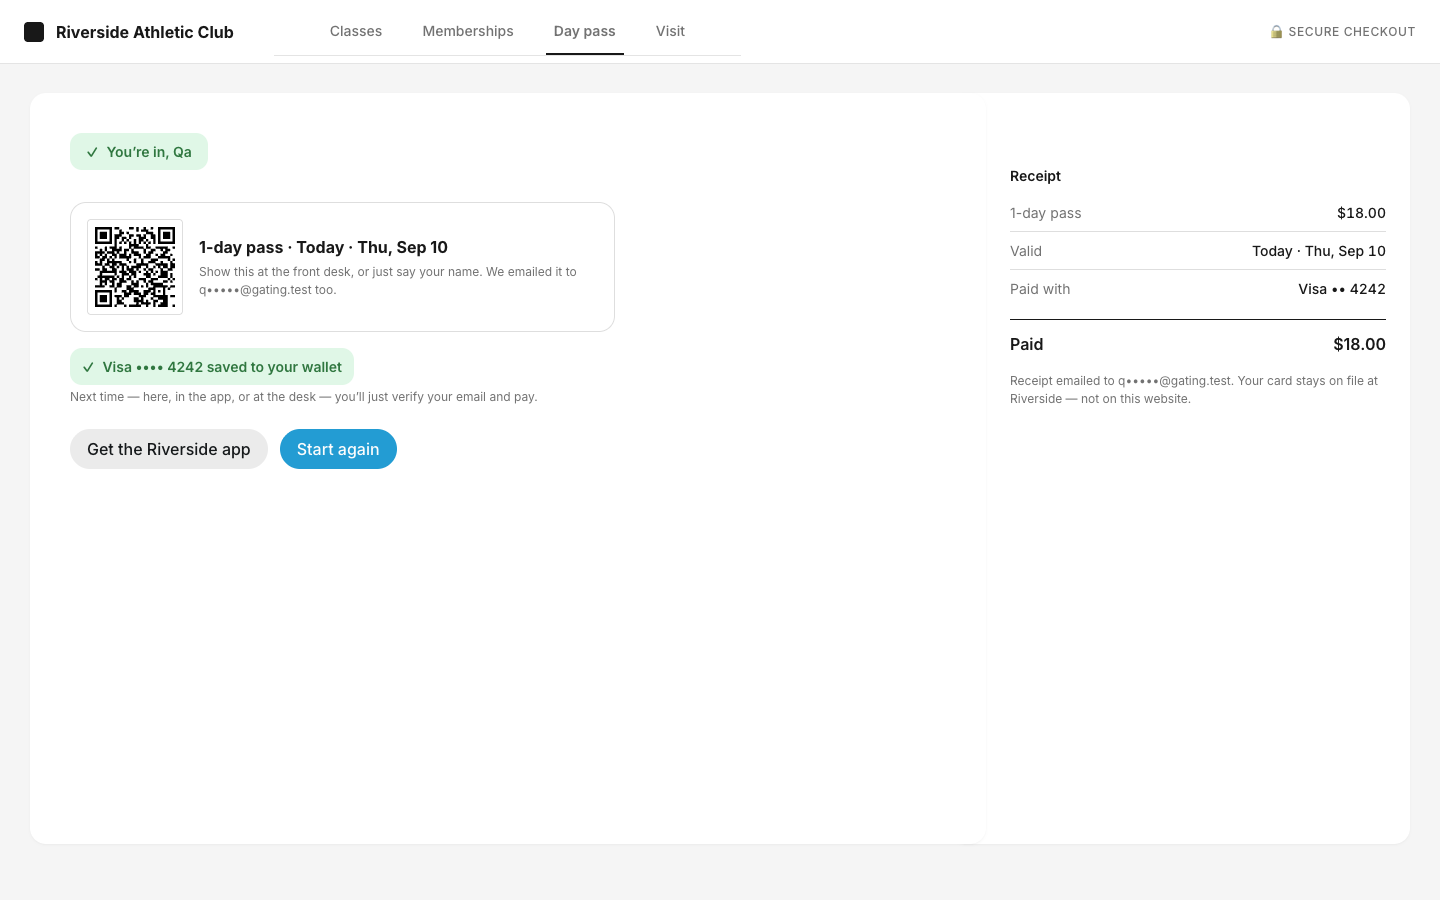 Riverside Athletic Club
Classes
Memberships
Day pass
Visit
🔒 SECURE CHECKOUT
✓ You’re in, Qa
1-day pass · Today · Thu, Sep 10
Show this at the front desk, or just say your name. We emailed it to
q•••••@gating.test too.
✓ Visa •••• 4242 saved to your wallet
Next time — here, in the app, or at the desk — you’ll just verify your email and pay.
Get the Riverside app
Start again
Receipt
1-day pass $18.00
Valid Today · Thu, Sep 10
Paid with Visa •• 4242
Paid $18.00
Receipt emailed to q•••••@gating.test. Your card stays on file at
Riverside — not on this website.